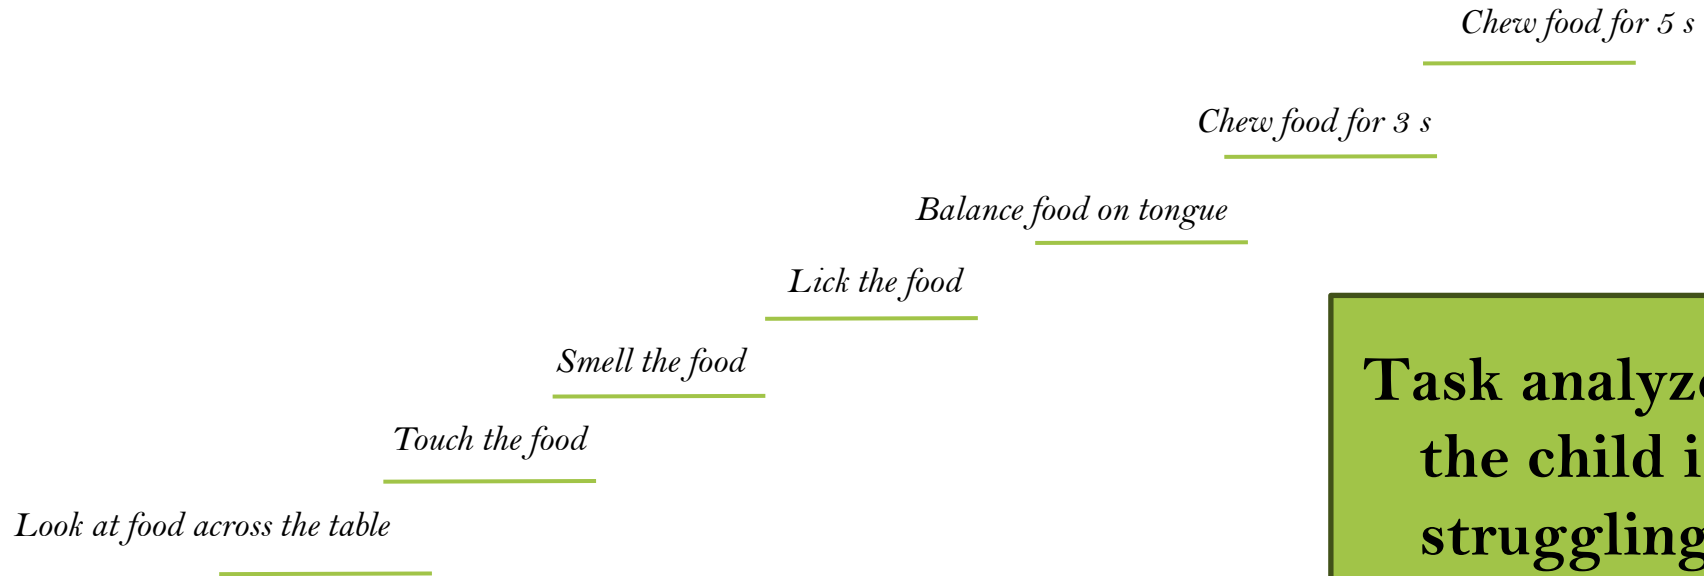 Chew food for 5 s
Chew food for 3 s
Balance food on tongue
Lick the food
Smell the food
Touch the food
Look at food across the table
Task analyze
the child i
struggling